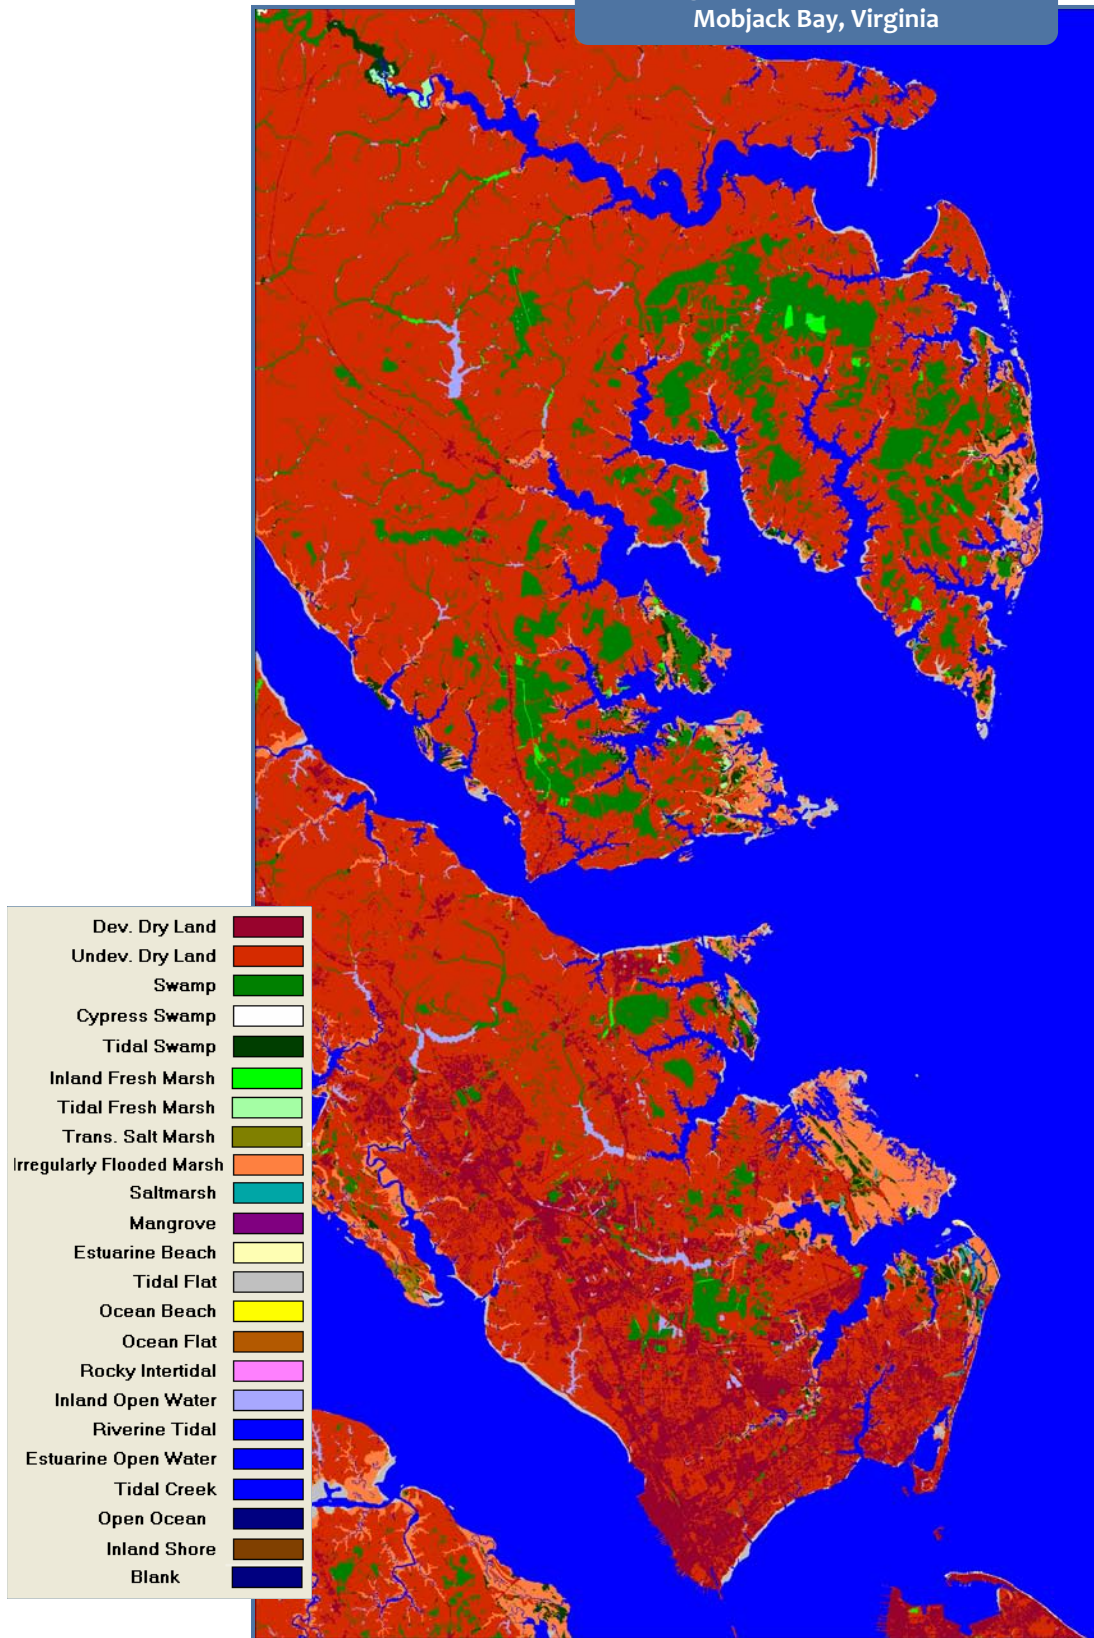 Mobjack Bay, Virginia
Dev. Dry Land
Undev. Dry Land
Swamp
Cypress Swamp
Tidal Swamp
Inland Fresh Marsh
Tidal Fresh Marsh
Trans. Salt Marsh
Irregularly Flooded Marsh
Saltmarsh
Mangrove
Estuarine Beach
Tidal Flat
Ocean Beach
Ocean Flat
Rocky Intertidal
Inland Open Water
Riverine Tidal
Estuarine Open Water
Tidal Creek
Open Ocean
Inland Shore
Blank